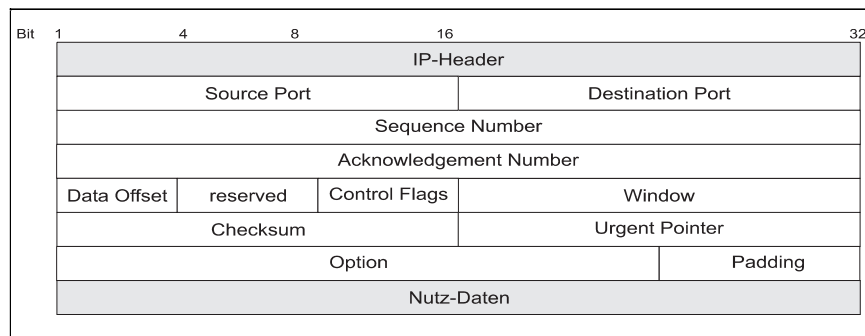 Bit 1 4 8 16 32
IP-Header
Source Port Destination Port
Sequence Number
Acknowledgement Number
Data Offset reserved Control Flags Window
Checksum Urgent Pointer
Option Padding
Nutz-Daten